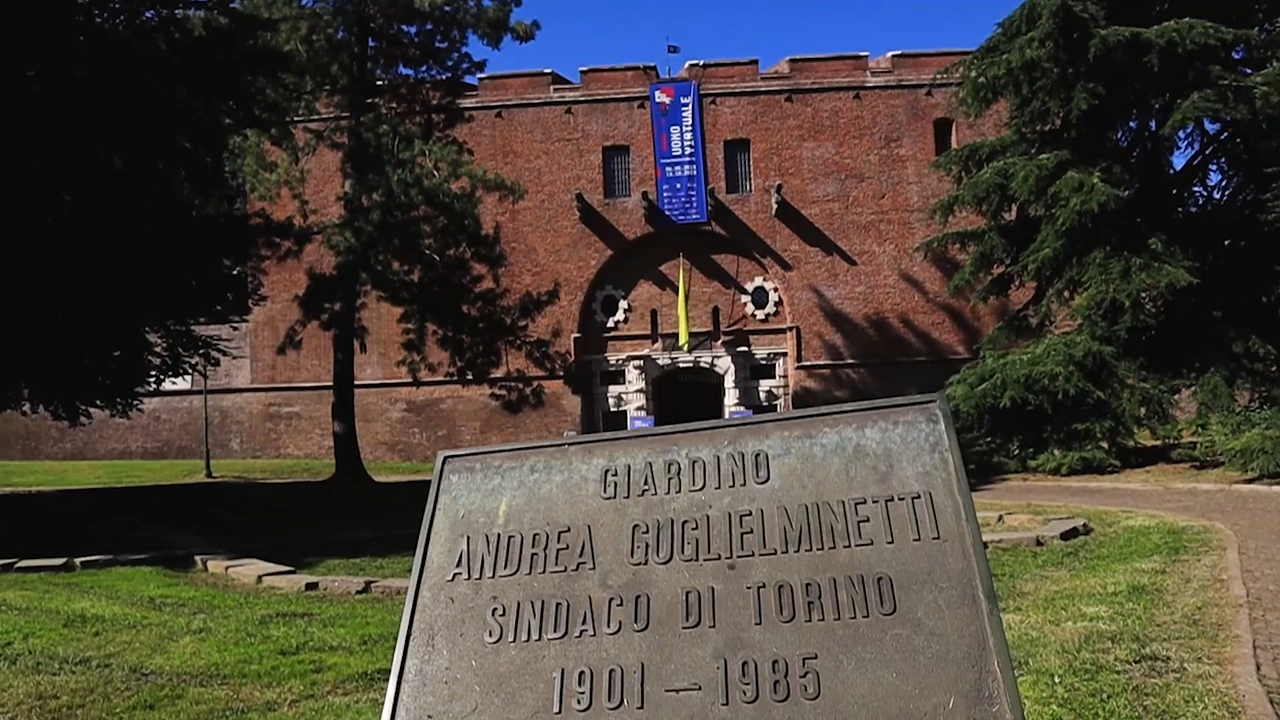 UOMO
VIRTUALE
GIARDINO
ANDREA GUGLIELMINETTI
SINDACO DI TORINO
1901 — 1985